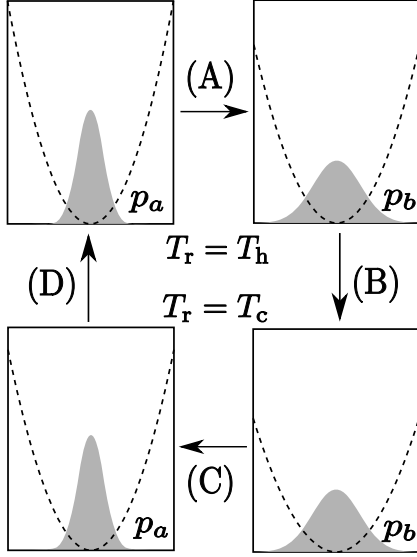 (A)
p_a
p_b
T_r = T_h
(D)
(B)
T_r = T_c
(C)
p_a
p_b